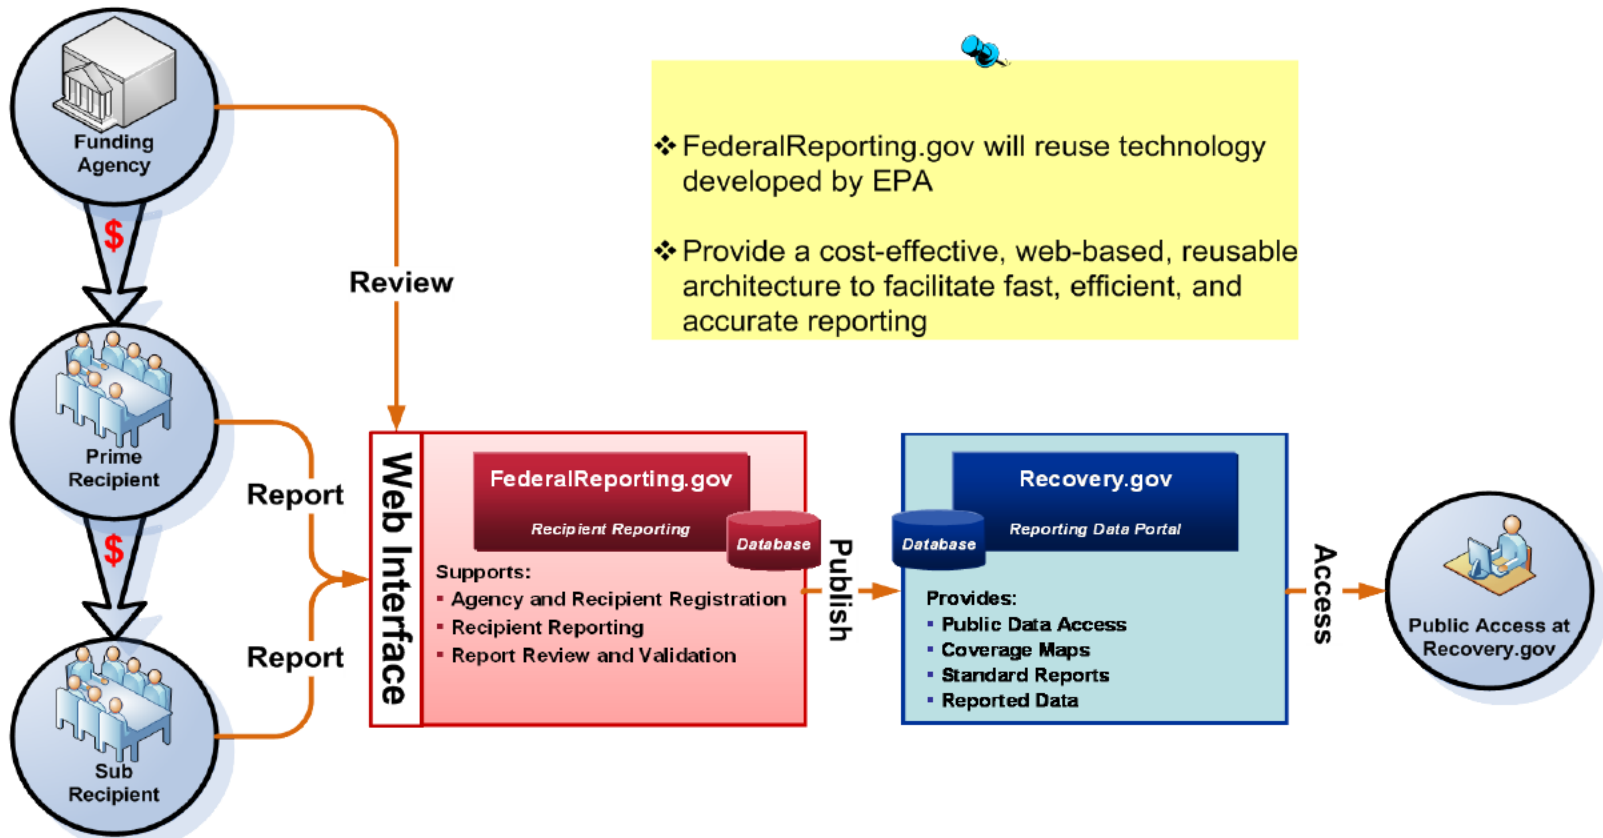 Funding
Agency
$
Prime
Recipient
$
Sub
Recipient
Review
Report
Report
❖ FederalReporting.gov will reuse technology
developed by EPA
❖ Provide a cost-effective, web-based, reusable
architecture to facilitate fast, efficient, and
accurate reporting
Web Interface
FederalReporting.gov
Recipient Reporting
Database
Supports:
▪ Agency and Recipient Registration
▪ Recipient Reporting
▪ Report Review and Validation
Publish
Recovery.gov
Reporting Data Portal
Database
Provides:
▪ Public Data Access
▪ Coverage Maps
▪ Standard Reports
▪ Reported Data
Access
Public Access at
Recovery.gov